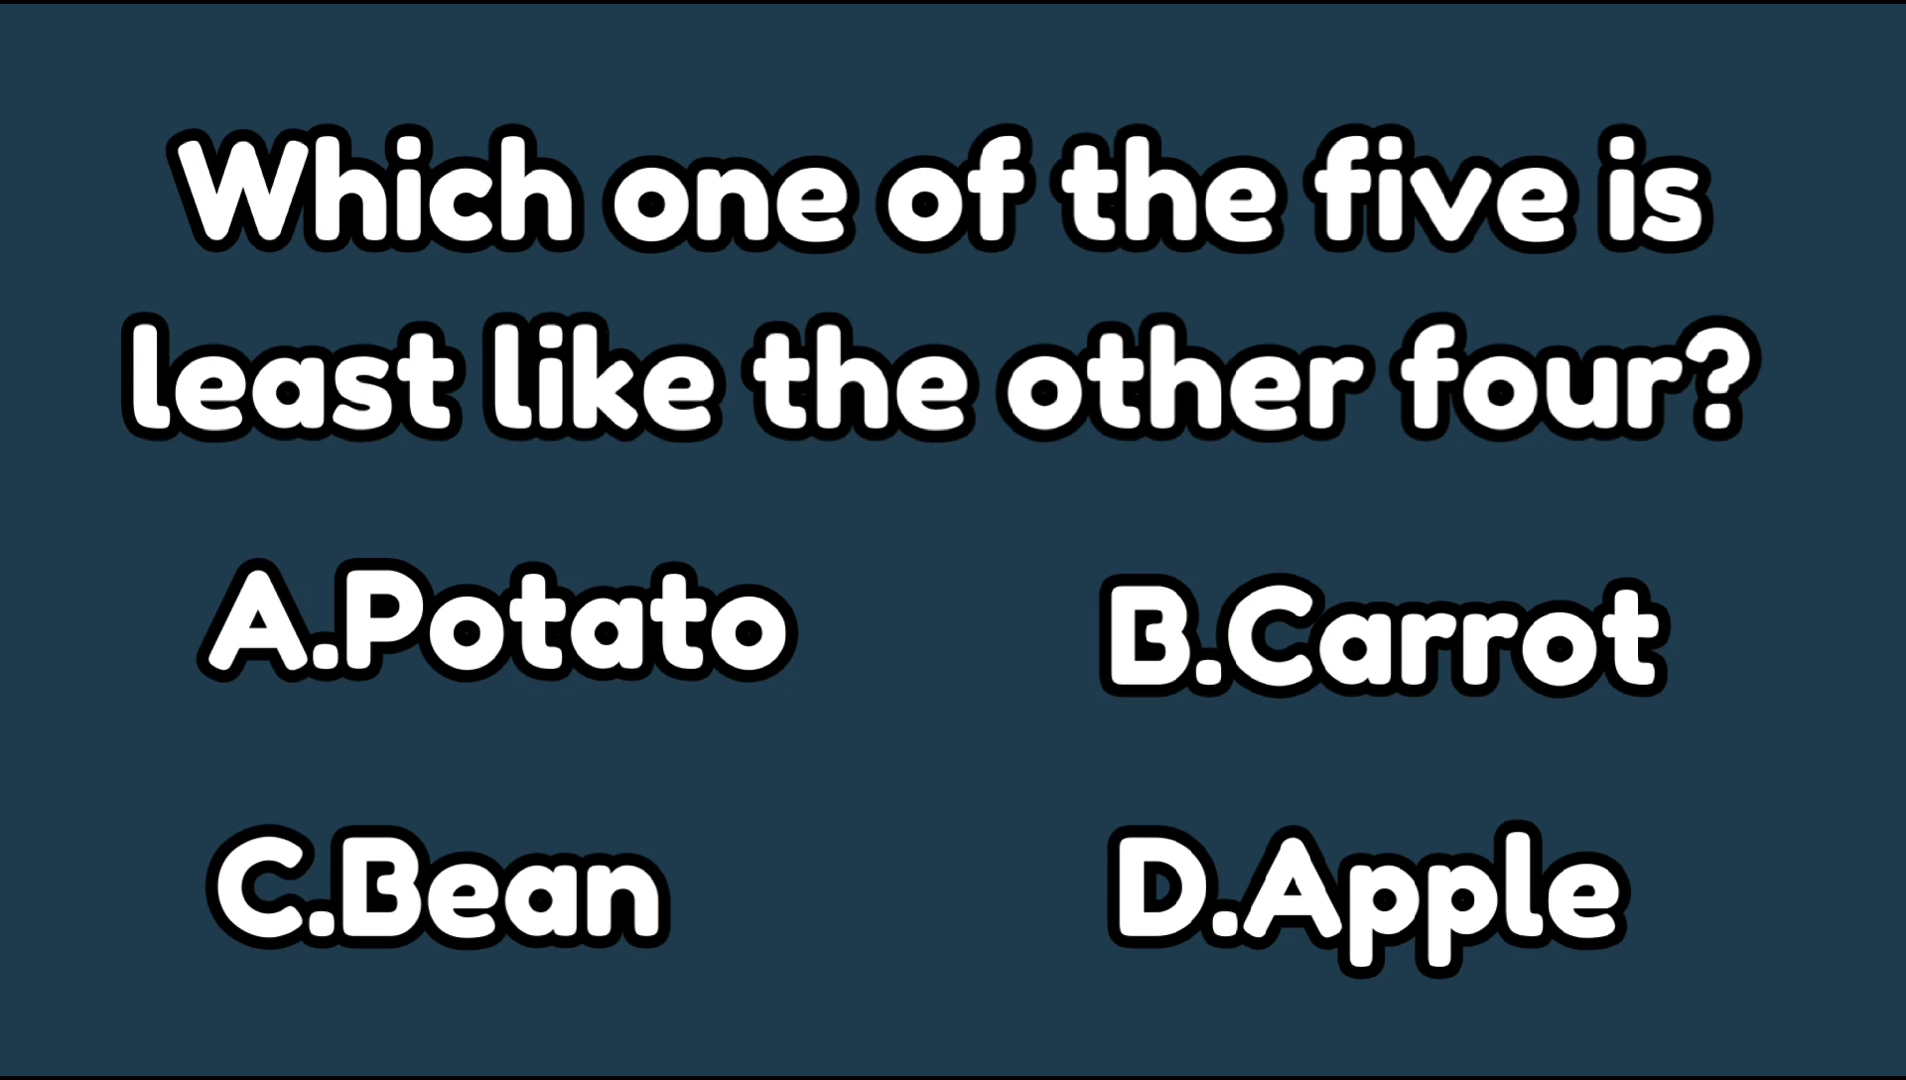 Which one of the five is
least like the other four?
A.Potato
B.Carrot
C.Bean
D.Apple